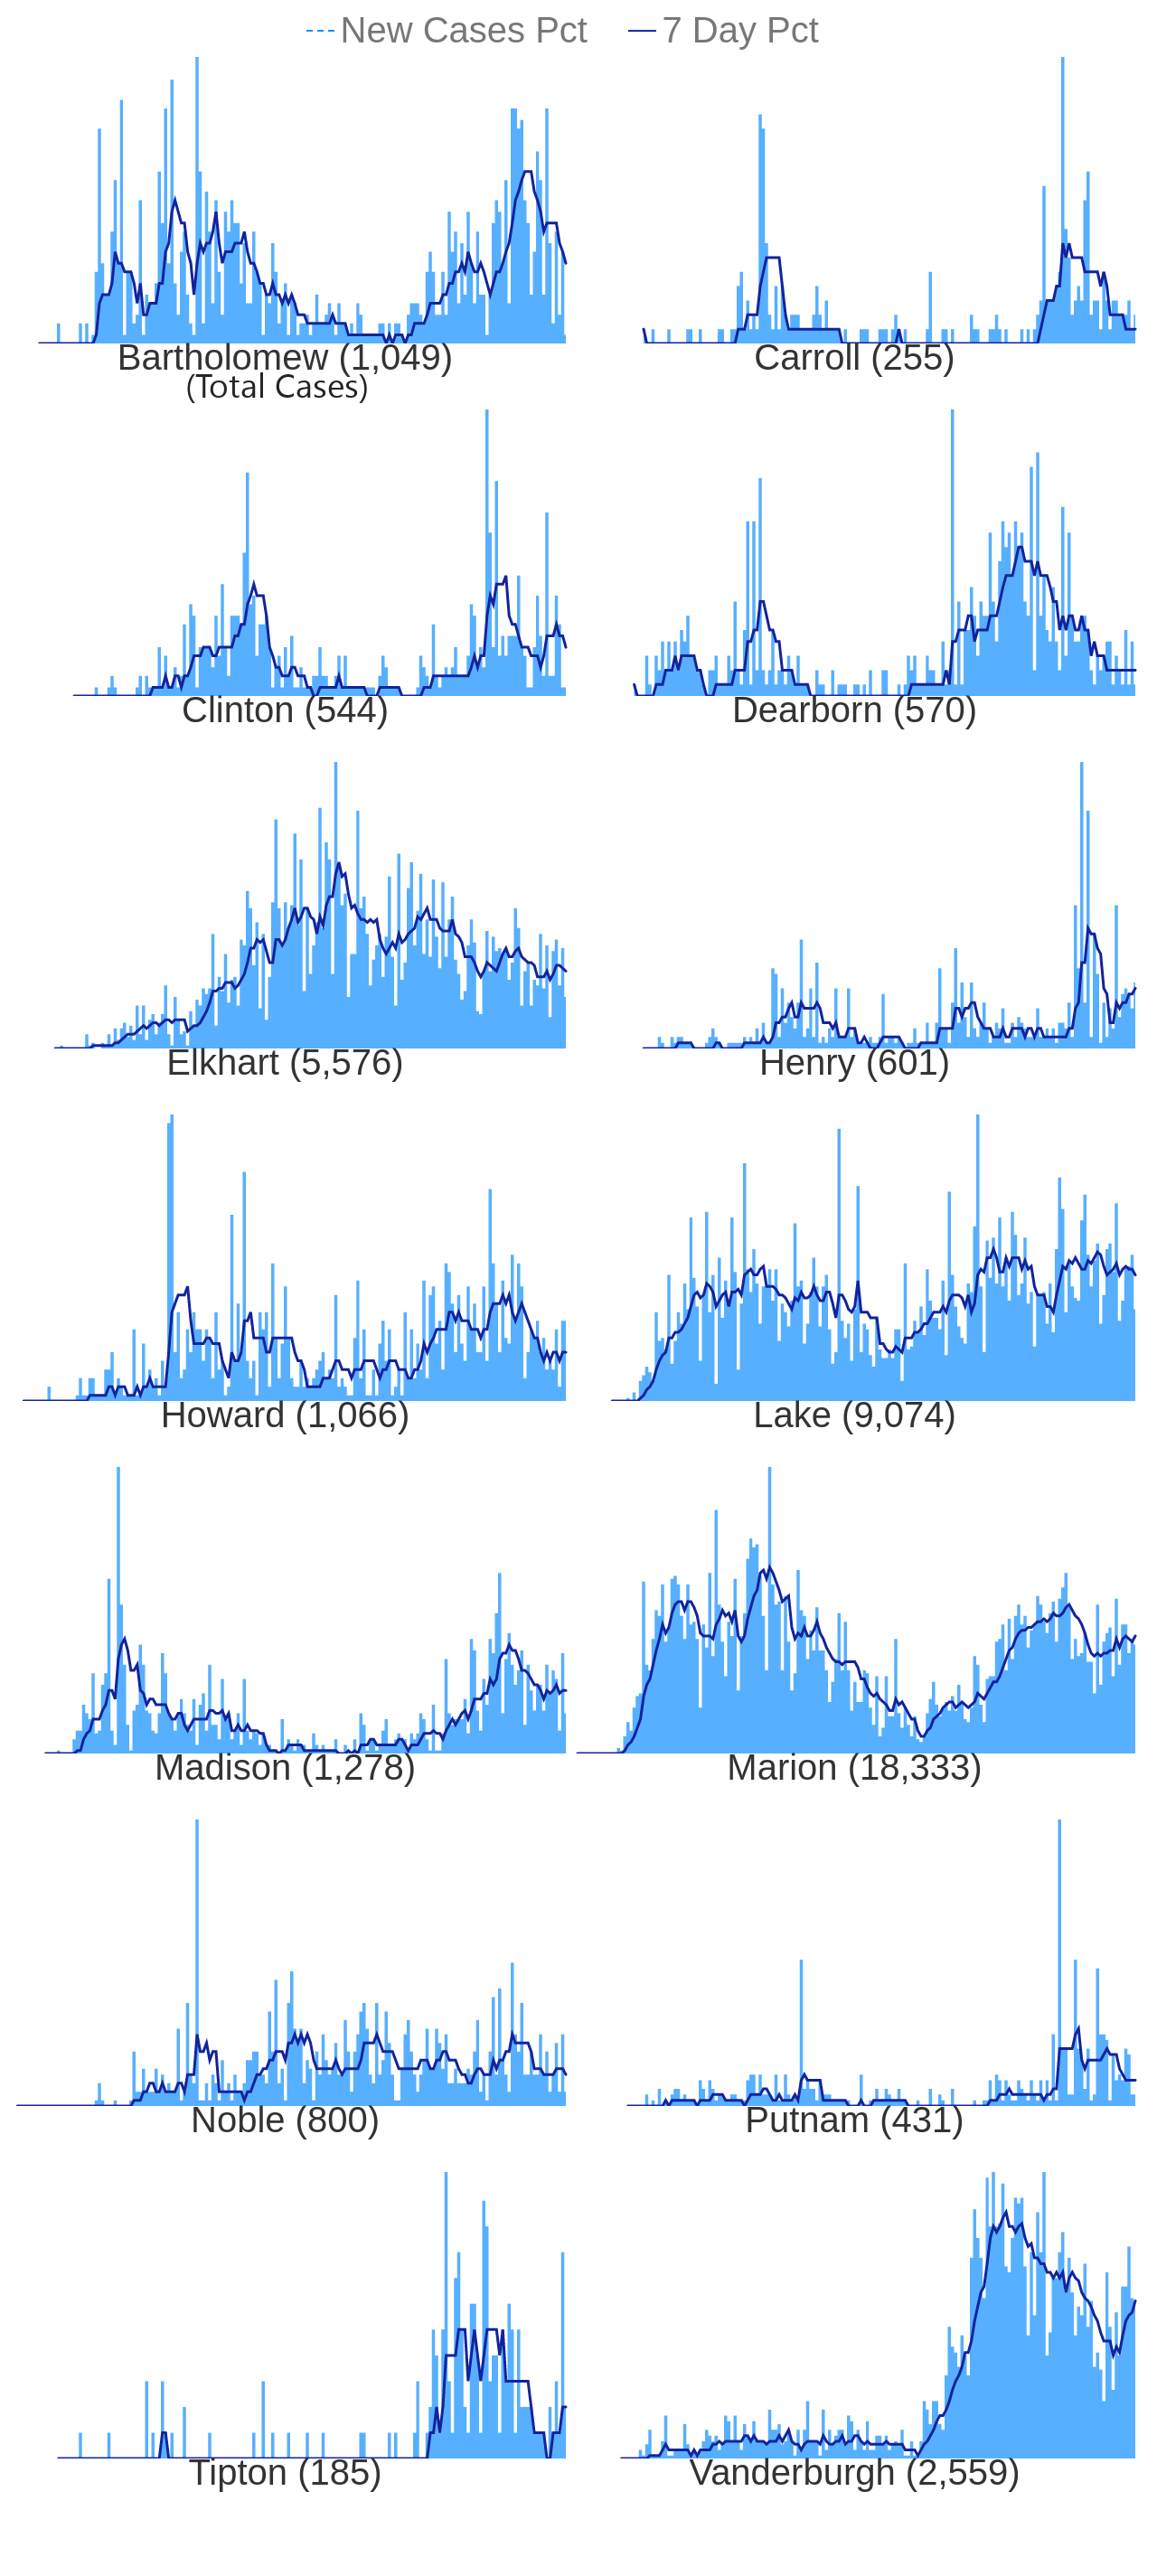 New Cases Pct 7 Day Pct
Bartholomew (1,049) Carroll (255)
(Total Cases)
Clinton (544) Dearborn (570)
Elkhart (5,576) Henry (601)
Howard (1,066) Lake (9,074)
Madison (1,278) Marion (18,333)
Noble (800) Putnam (431)
Tipton (185) Vanderburgh (2,559)